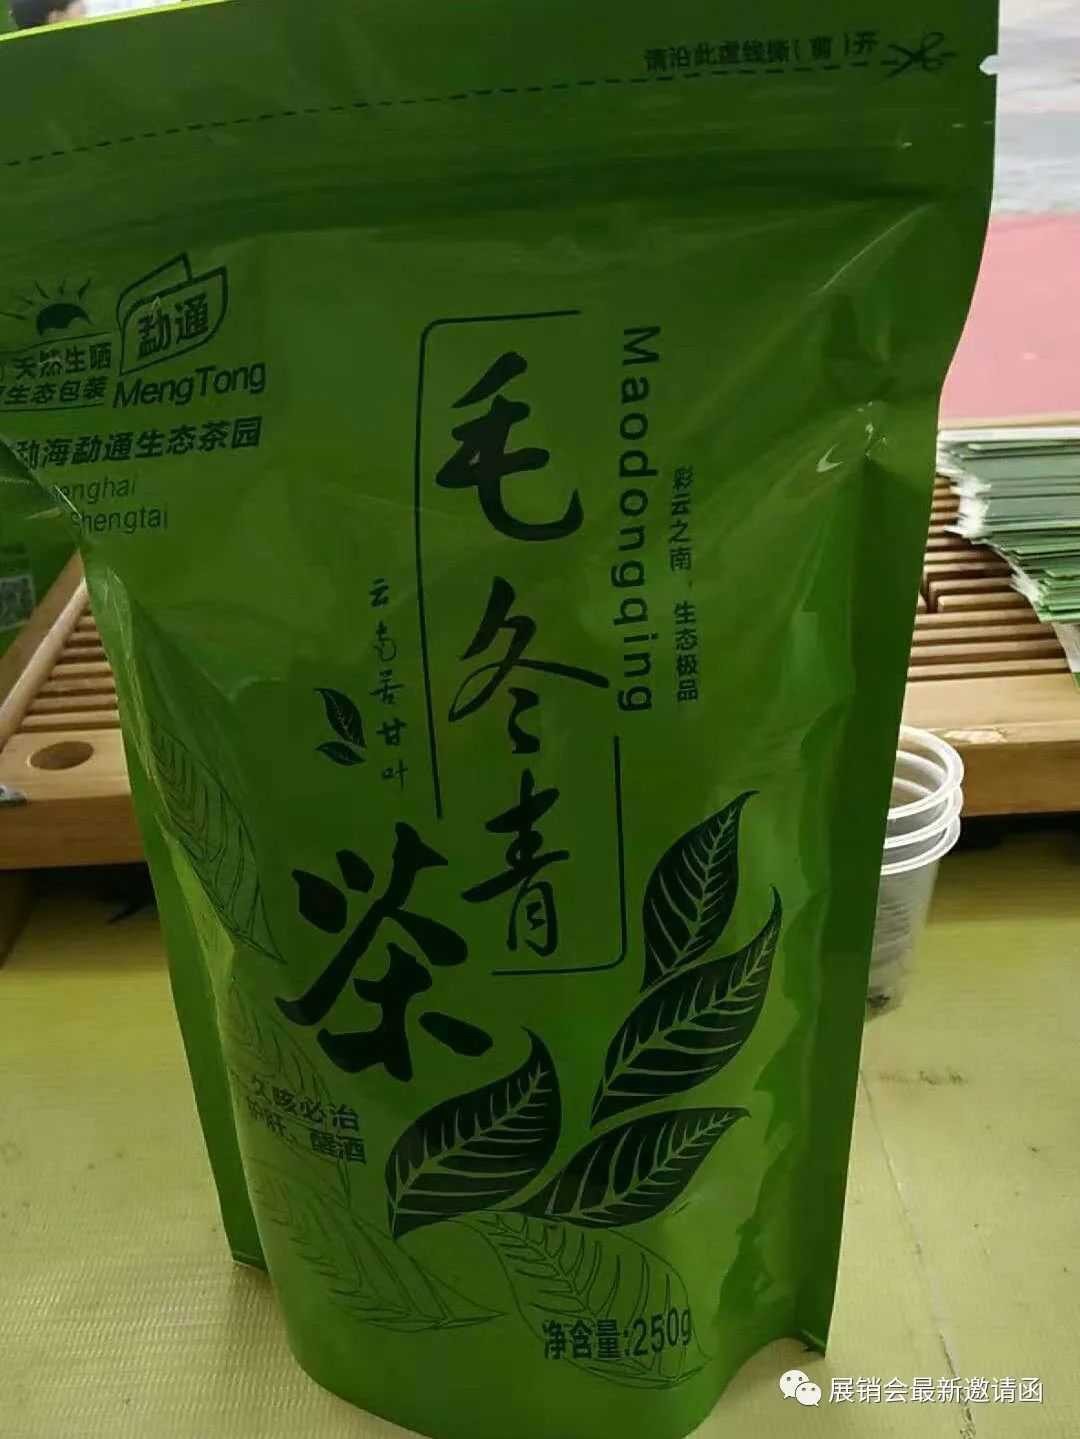 请沿此虚线撕(剪)开
天然生晒
生态包装
勐通
MengTong
勐海勐通生态茶园
毛冬青
Maodongqing
彩云之南，生态极品
云南苦甘叶
茶
久咳必治
护肝、醒酒
净含量:250g
展销会最新邀请函